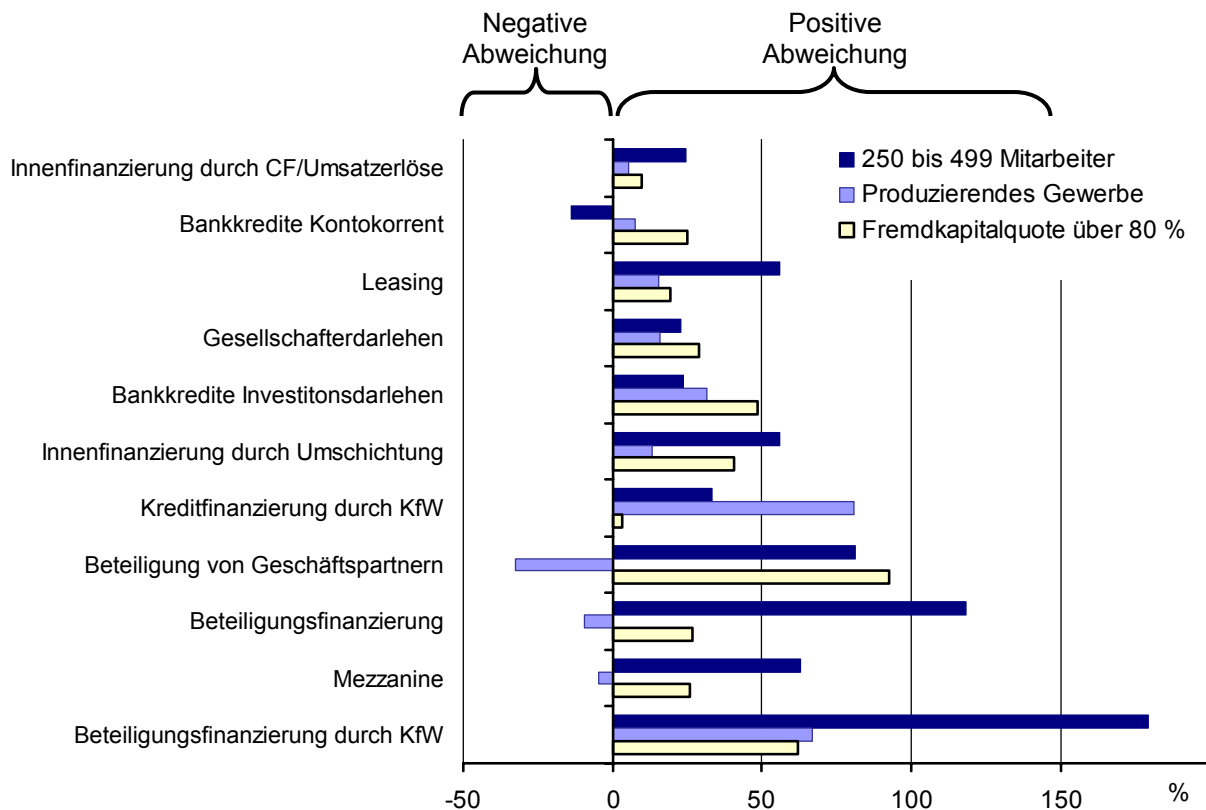 Negative
Abweichung
Positive
Abweichung
Innenfinanzierung durch CF/Umsatzerlöse
Bankkredite Kontokorrent
Leasing
Gesellschafterdarlehen
Bankkredite Investitonsdarlehen
Innenfinanzierung durch Umschichtung
Kreditfinanzierung durch KfW
Beteiligung von Geschäftspartnern
Beteiligungsfinanzierung
Mezzanine
Beteiligungsfinanzierung durch KfW
250 bis 499 Mitarbeiter
Produzierendes Gewerbe
Fremdkapitalquote über 80 %
-50 0 50 100 150 %